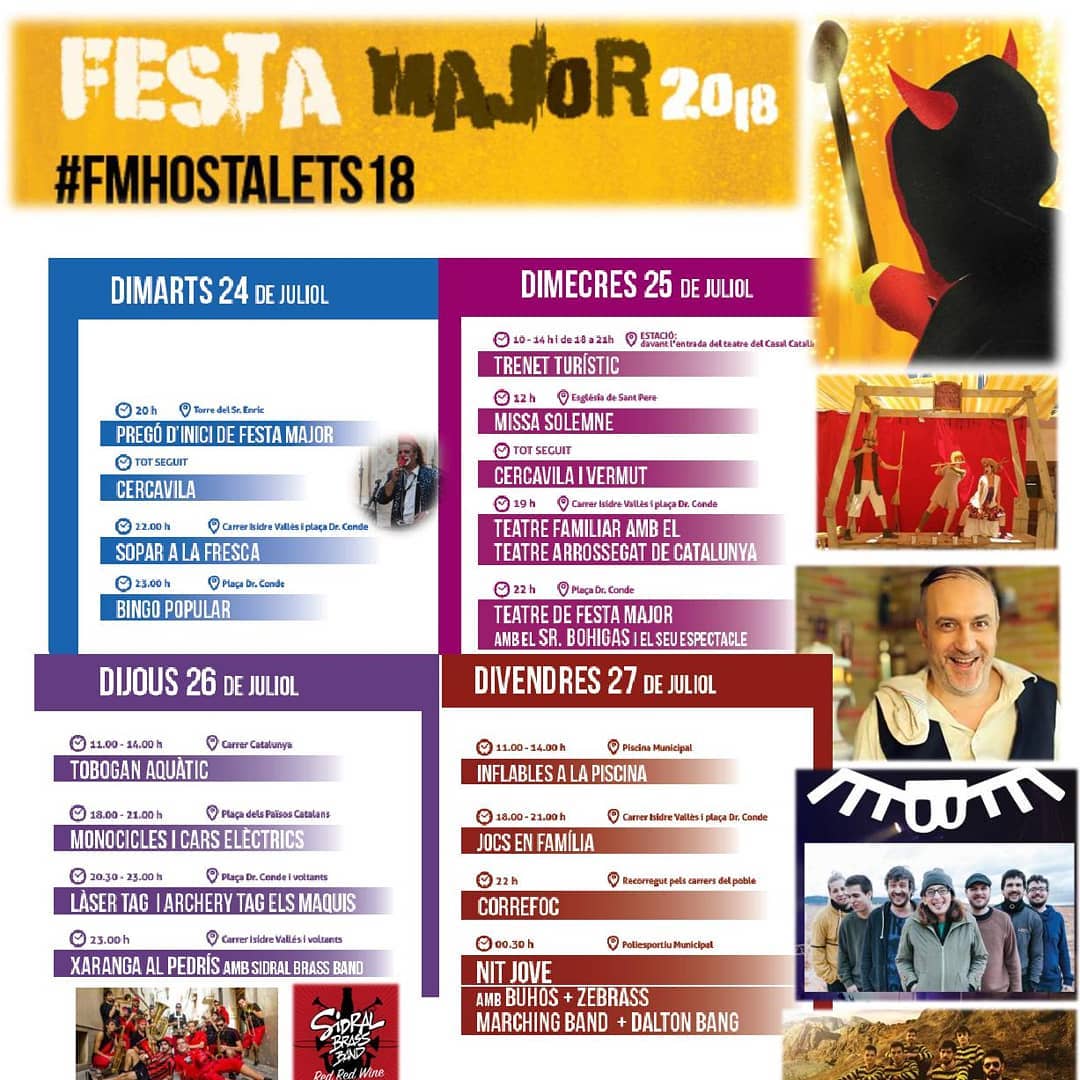 FESTA MAJOR 2018
#FMHOSTALETS18
DIMARTS 24 DE JULIOL
20 h Torre del Sr. Enric
PREGÓ D'INICI DE FESTA MAJOR
TOT SEGUIT
CERCAVILA
22.00 h Carrer Isidre Vallès i plaça Dr. Conde
SOPAR A LA FRESCA
23.00 h Plaça Dr. Conde
BINGO POPULAR
DIMECRES 25 DE JULIOL
10 - 14 h i de 18 a 21h ESTACIÓ:
davant l'entrada del teatre del Casal Català
TRENET TURÍSTIC
12 h Església de Sant Pere
MISSA SOLEMNE
TOT SEGUIT
CERCAVILA I VERMUT
19 h Carrer Isidre Vallès i plaça Dr. Conde
TEATRE FAMILIAR AMB EL
TEATRE ARROSSEGAT DE CATALUNYA
22 h Plaça Dr. Conde
TEATRE DE FESTA MAJOR
AMB EL SR. BOHIGAS I EL SEU ESPECTACLE
DIJOUS 26 DE JULIOL
11.00 - 14.00 h Carrer Catalunya
TOBOGAN AQUÀTIC
18.00 - 21.00 h Plaça dels Països Catalans
MONOCICLES I CARS ELÈCTRICS
20.30 - 23.00 h Plaça Dr. Conde i voltants
LÀSER TAG I ARCHERY TAG ELS MAQUIS
23.00 h Carrer Isidre Vallés i voltants
XARANGA AL PEDRÍS AMB SIDRAL BRASS BAND
DIVENDRES 27 DE JULIOL
11.00 - 14.00 h Piscina Municipal
INFLABLES A LA PISCINA
18.00 - 21.00 h Carrer Isidre Vallès i plaça Dr. Conde
JOCS EN FAMÍLIA
22 h Recorregut pels carrers del poble
CORREFOC
00.30 h Poliesportiu Municipal
NIT JOVE
AMB BUHOS + ZEBRASS
MARCHING BAND + DALTON BANG
SIDRAL
BRASS
BAND
Red Red Wine